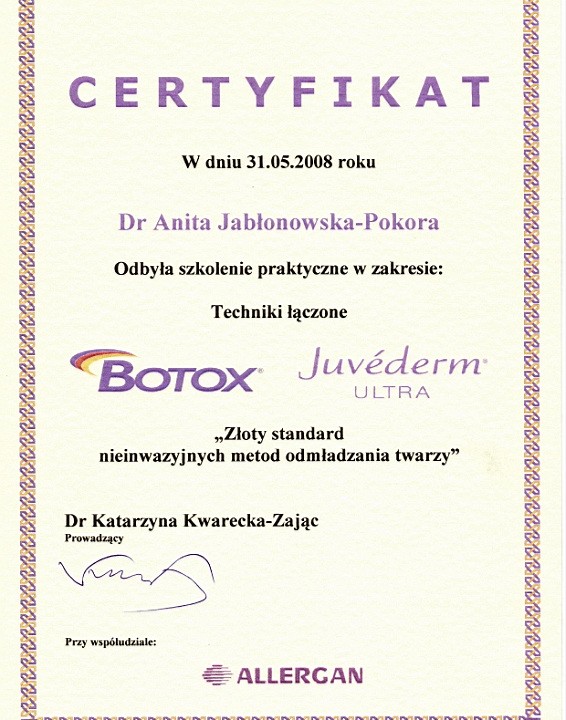 CERTYFIKAT
W dniu 31.05.2008 roku
Dr Anita Jabłonowska-Pokora
Odbyła szkolenie praktyczne w zakresie:
Techniki łączone
BOTOX® Juvéderm®
ULTRA
„Złoty standard
nieinwazyjnych metod odmładzania twarzy”
Dr Katarzyna Kwarecka-Zając
Prowadzący
Przy współudziale:
ALLERGAN